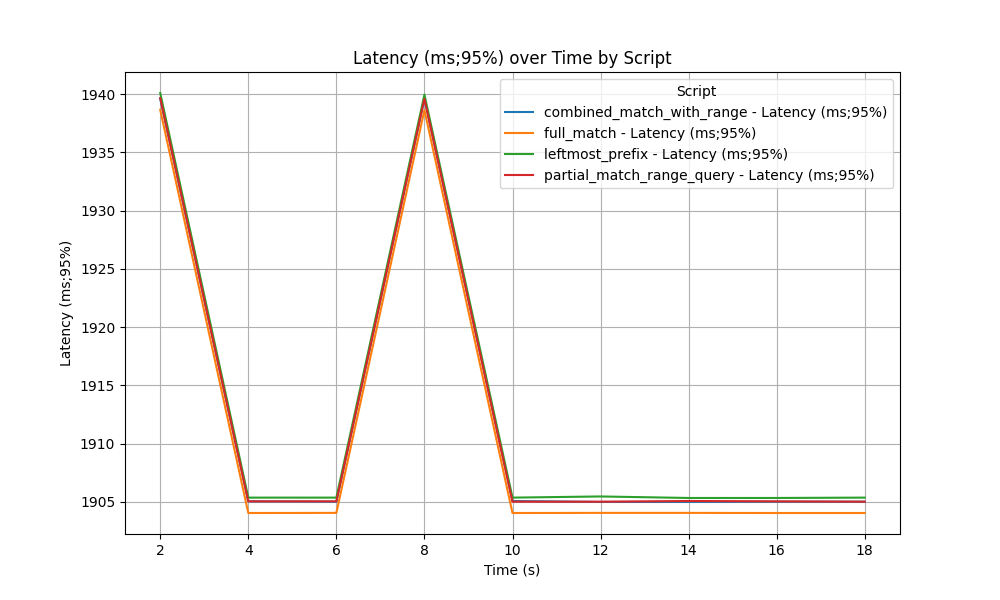 Latency (ms;95%) over Time by Script
Script
combined_match_with_range - Latency (ms;95%)
full_match - Latency (ms;95%)
leftmost_prefix - Latency (ms;95%)
partial_match_range_query - Latency (ms;95%)
Latency (ms;95%)
1940
1935
1930
1925
1920
1915
1910
1905
2 4 6 8 10 12 14 16 18
Time (s)